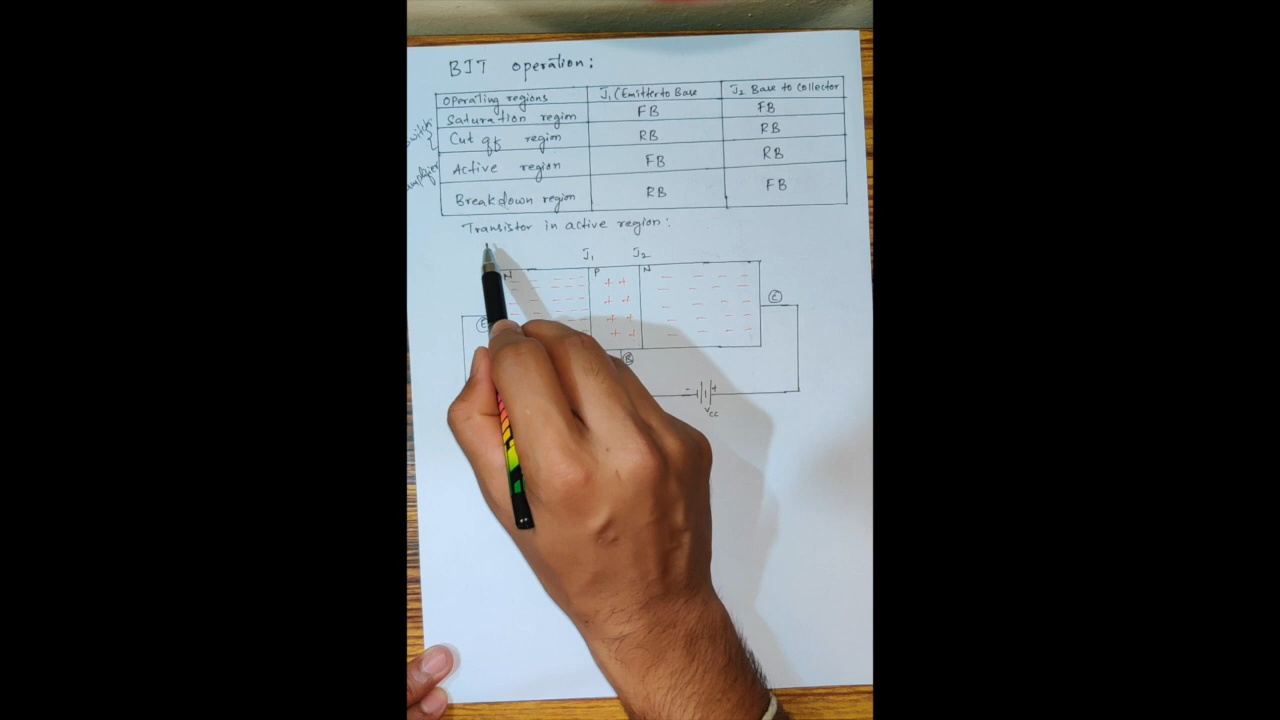 BJT operation:
Operating regions J1 (Emitter to Base J2 Base to Collector
Saturation region FB FB
Cut off region RB RB
Active region FB RB
Breakdown region RB FB
Transistor in active region:
J1 J2
N P N
E C
B
- +
VCC